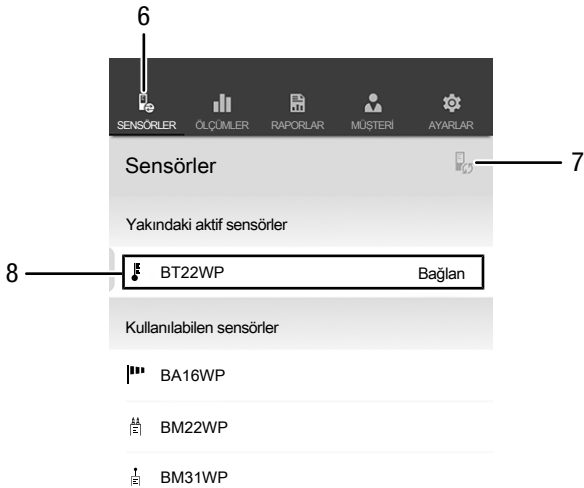 6
SENSÖRLER ÖLÇÜMLER RAPORLAR MÜŞTERİ AYARLAR
Sensörler
7
Yakındaki aktif sensörler
8
BT22WP Bağlan
Kullanılabilen sensörler
BA16WP
BM22WP
BM31WP